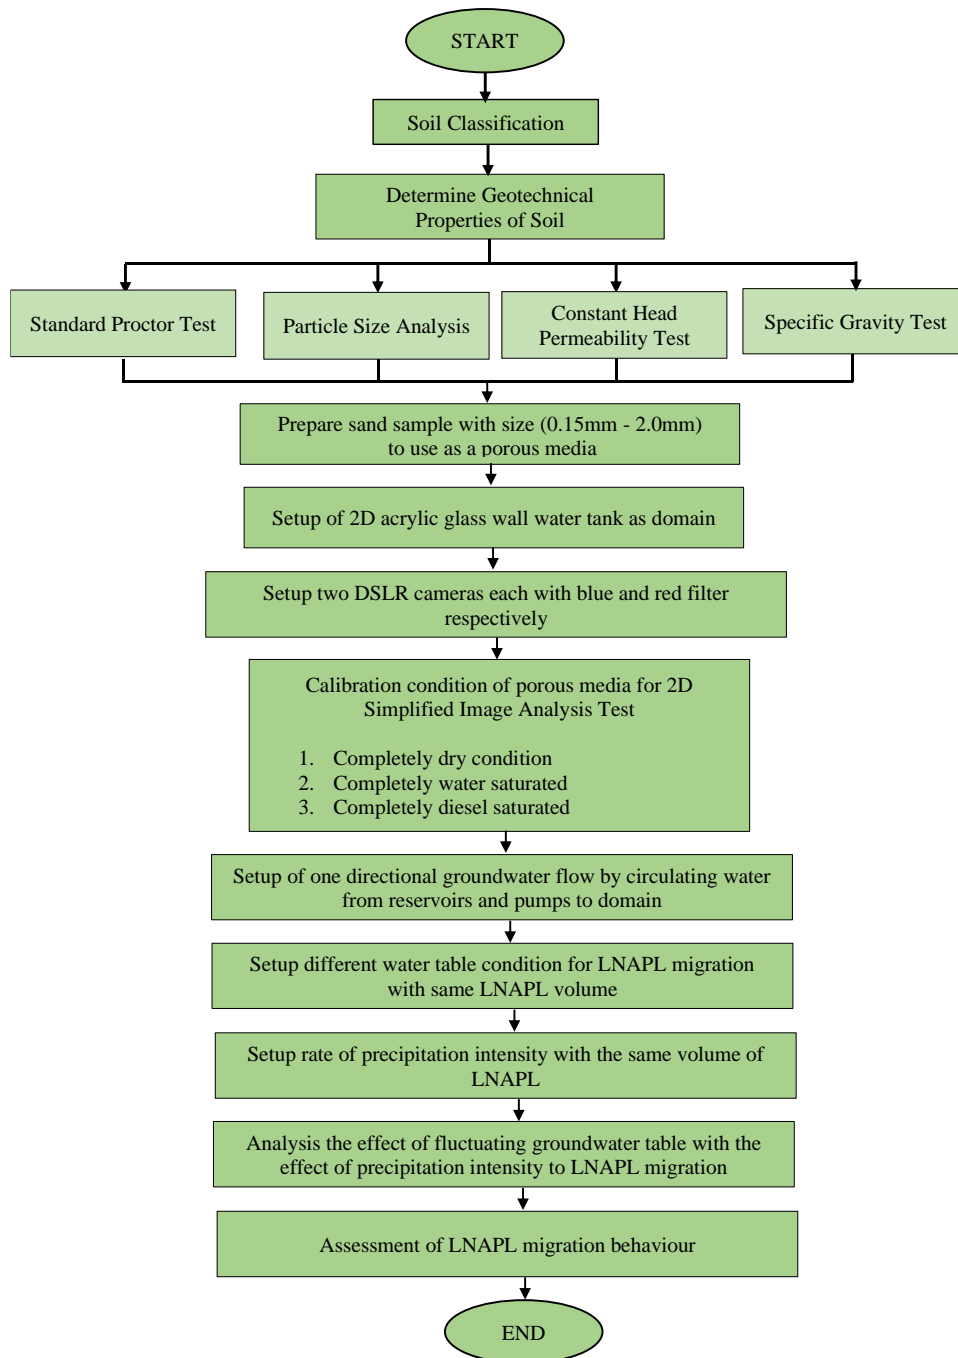 START
Soil Classification
Determine Geotechnical
Properties of Soil
Standard Proctor Test
Particle Size Analysis
Constant Head
Permeability Test
Specific Gravity Test
Prepare sand sample with size (0.15mm - 2.0mm)
to use as a porous media
Setup of 2D acrylic glass wall water tank as domain
Setup two DSLR cameras each with blue and red filter
respectively
Calibration condition of porous media for 2D
Simplified Image Analysis Test
1. Completely dry condition
2. Completely water saturated
3. Completely diesel saturated
Setup of one directional groundwater flow by circulating water
from reservoirs and pumps to domain
Setup different water table condition for LNAPL migration
with same LNAPL volume
Setup rate of precipitation intensity with the same volume of
LNAPL
Analysis the effect of fluctuating groundwater table with the
effect of precipitation intensity to LNAPL migration
Assessment of LNAPL migration behaviour
END